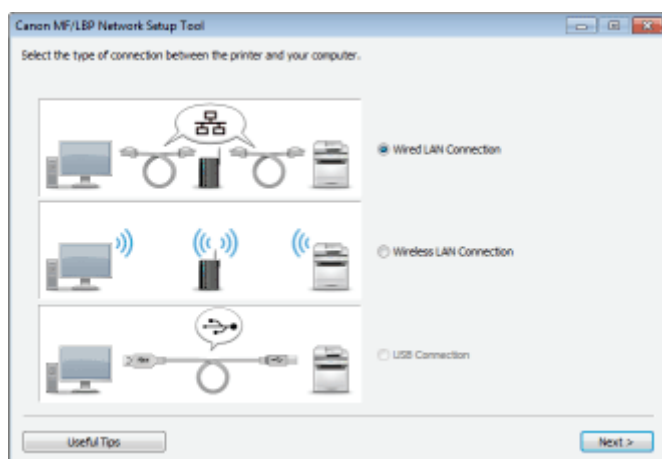 Canon MF/LBP Network Setup Tool
Select the type of connection between the printer and your computer.
Wired LAN Connection
Wireless LAN Connection
USB Connection
Useful Tips
Next >